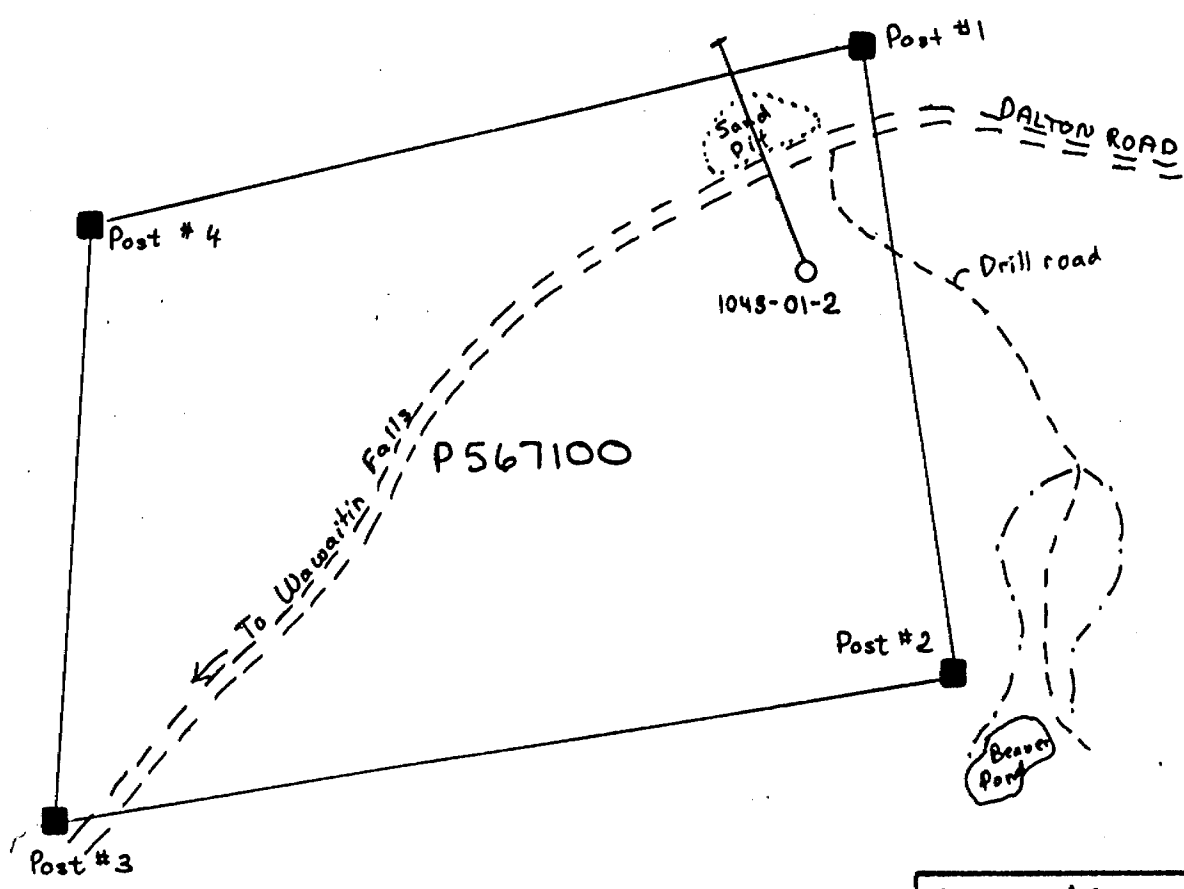 Post #1
DALTON ROAD
Sand
Pit
Post #4
Drill road
1048-01-2
To Wawaitin Falls
P567100
Post #2
Beaver
Pond
Post #3